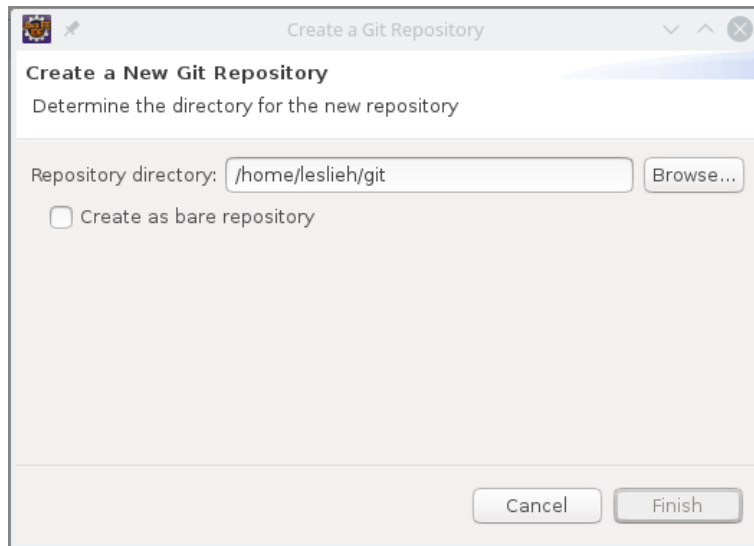 Create a Git Repository
Create a New Git Repository
Determine the directory for the new repository
Repository directory: /home/leslieh/git Browse...
Create as bare repository
Cancel Finish